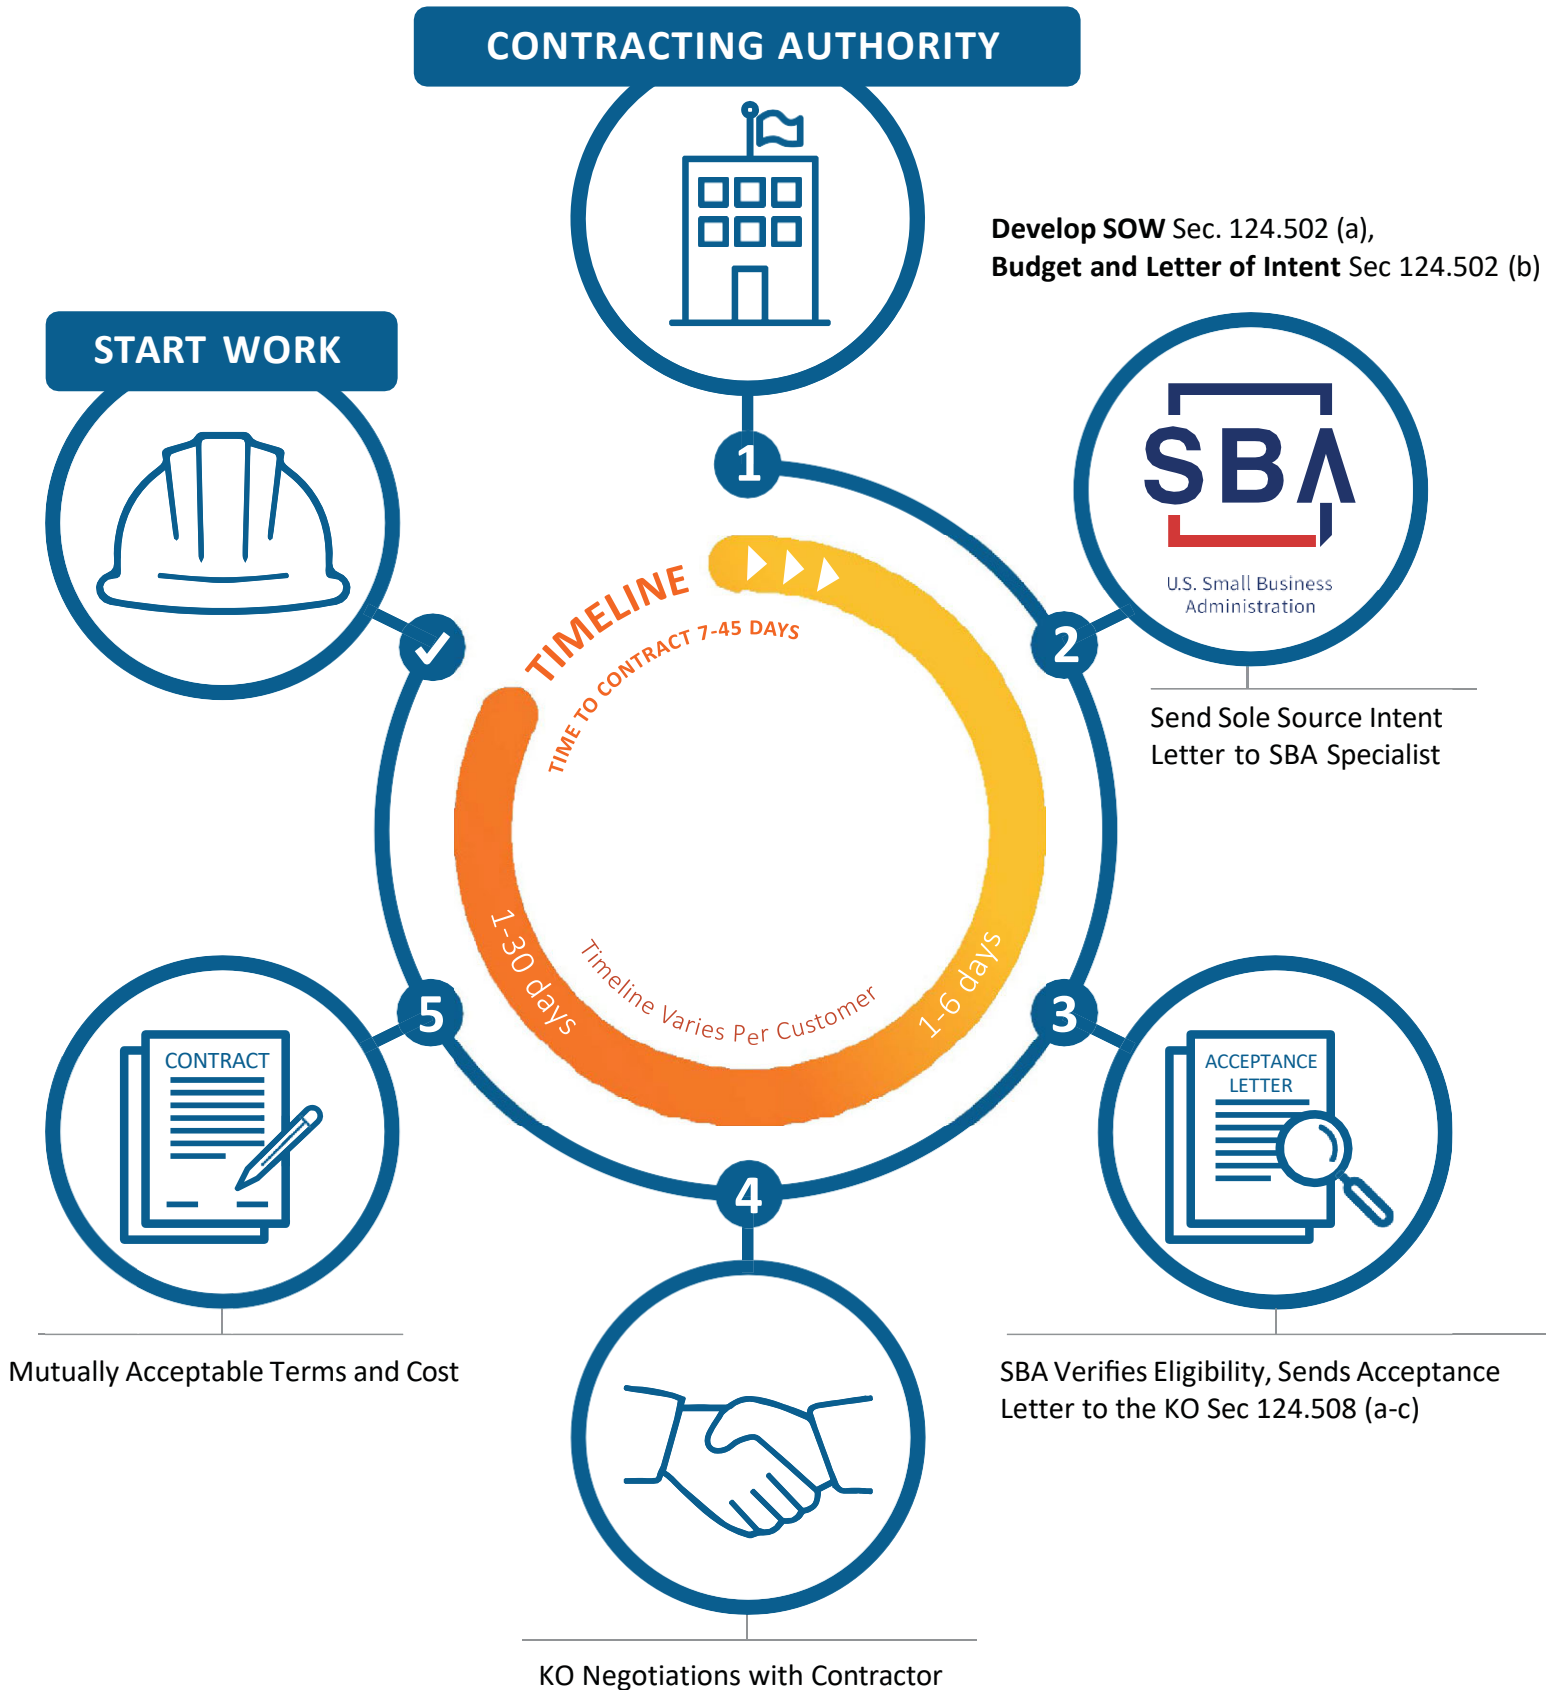 CONTRACTING AUTHORITY
Develop SOW Sec. 124.502 (a),
Budget and Letter of Intent Sec 124.502 (b)
START WORK
1
SBA
U.S. Small Business
Administration
2
Send Sole Source Intent
Letter to SBA Specialist
TIMELINE
TIME TO CONTRACT 7-45 DAYS
1-6 days
1-30 days
Timeline Varies Per Customer
3
ACCEPTANCE
LETTER
SBA Verifies Eligibility, Sends Acceptance
Letter to the KO Sec 124.508 (a-c)
4
KO Negotiations with Contractor
5
CONTRACT
Mutually Acceptable Terms and Cost